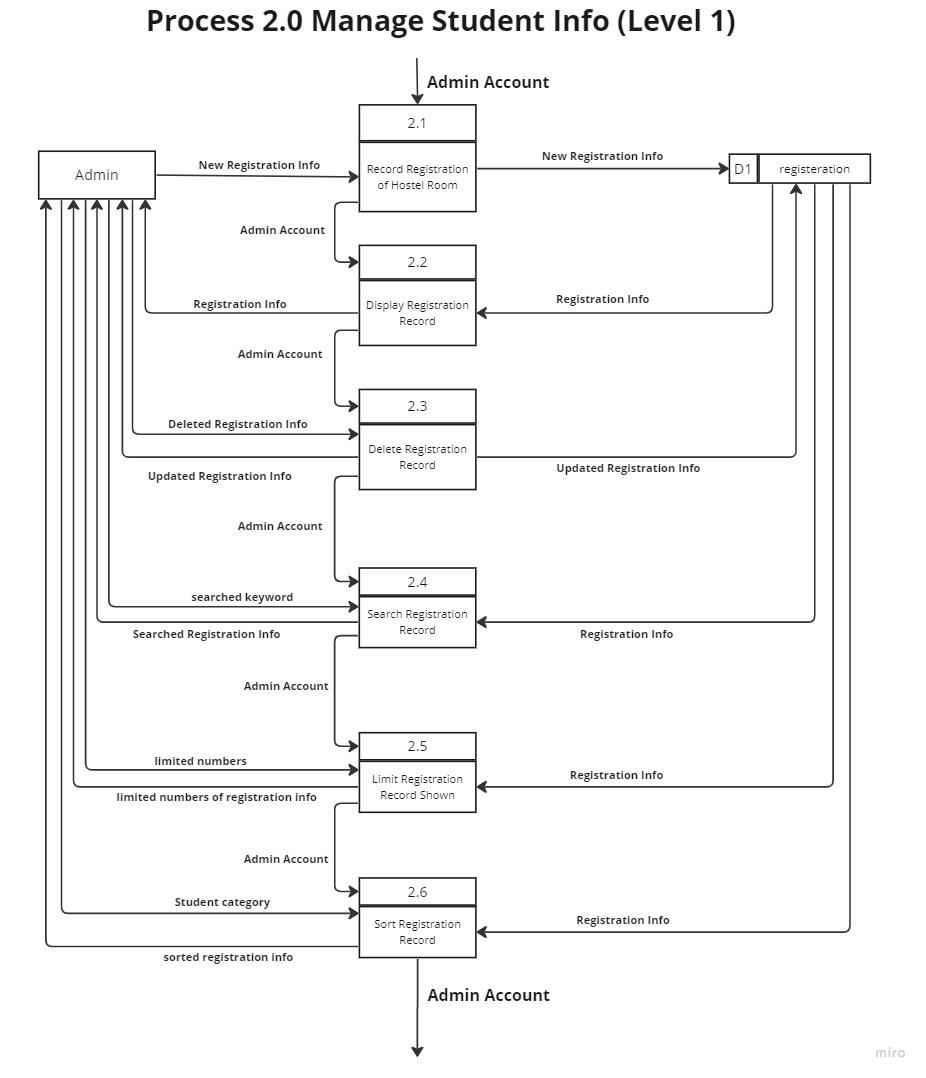 Process 2.0 Manage Student Info (Level 1)
Admin Account
2.1
New Registration Info
New Registration Info
Admin
Record Registration
of Hostel Room
D1
registeration
Admin Account
2.2
Registration Info
Registration Info
Display Registration
Record
Admin Account
2.3
Deleted Registration Info
Delete Registration
Record
Updated Registration Info
Updated Registration Info
Admin Account
2.4
searched keyword
Search Registration
Record
Searched Registration Info
Registration Info
Admin Account
2.5
limited numbers
Limit Registration
Record Shown
Registration Info
limited numbers of registration info
Admin Account
2.6
Student category
Sort Registration
Record
Registration Info
sorted registration info
Admin Account
miro